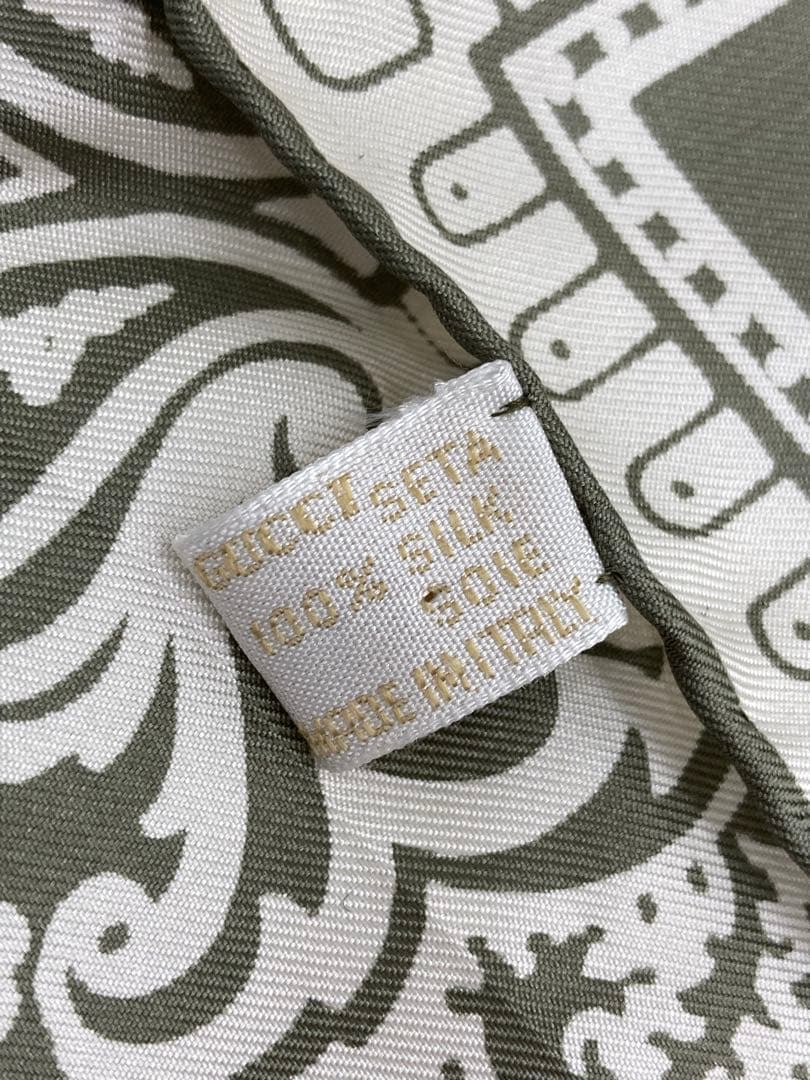 GUCCI SETA
100% SILK
SOIE
MADE IN ITALY